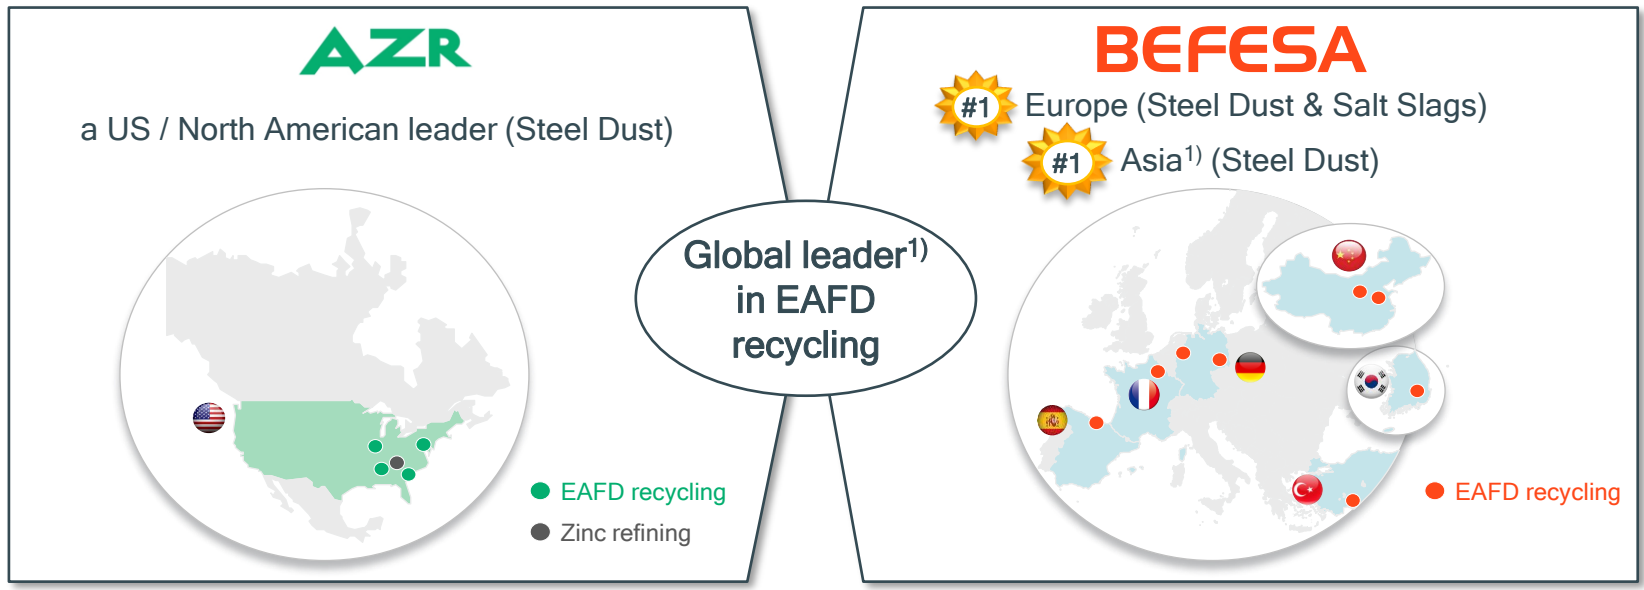 AZR
a US / North American leader (Steel Dust)
EAFD recycling
Zinc refining
Global leader¹⁾
in EAFD
recycling
BEFESA
#1 Europe (Steel Dust & Salt Slags)
#1 Asia¹⁾ (Steel Dust)
EAFD recycling